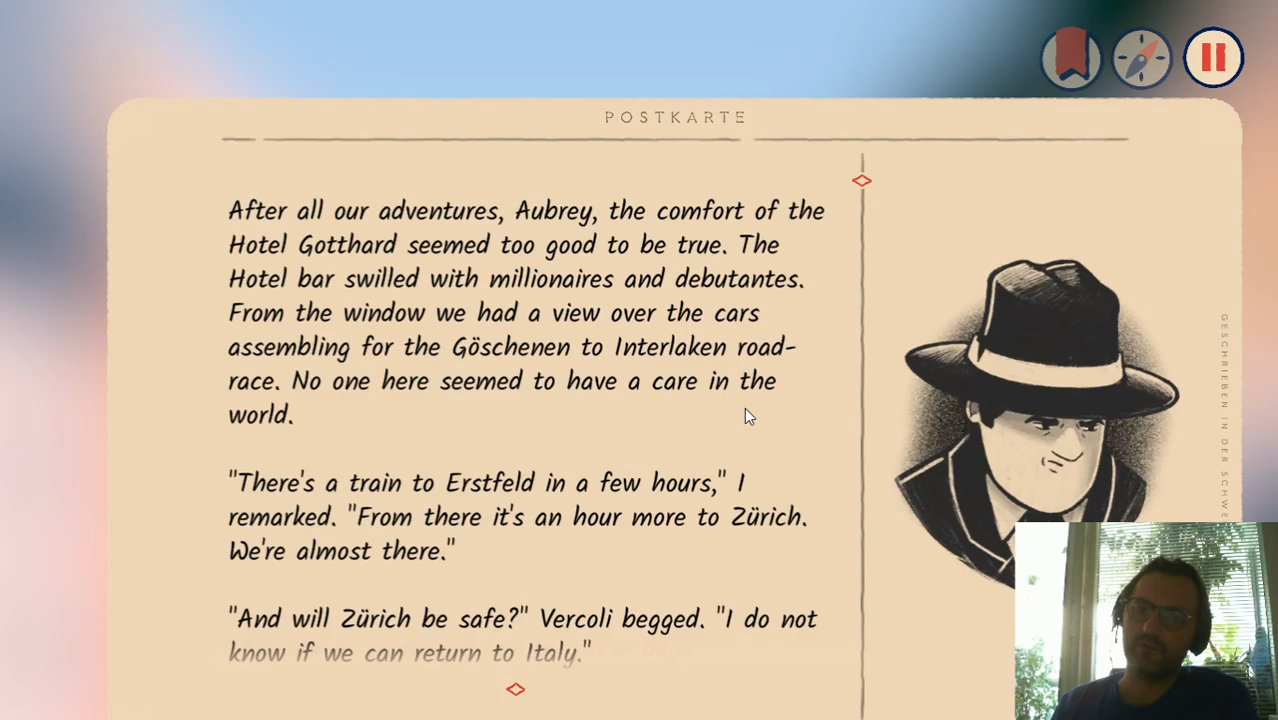 POSTKARTE
After all our adventures, Aubrey, the comfort of the
Hotel Gotthard seemed too good to be true. The
Hotel bar swilled with millionaires and debutantes.
From the window we had a view over the cars
assembling for the Göschenen to Interlaken road-
race. No one here seemed to have a care in the
world.
"There's a train to Erstfeld in a few hours," I
remarked. "From there it's an hour more to Zürich.
We're almost there."
"And will Zürich be safe?" Vercoli begged. "I do not
know if we can return to Italy."
GESCHRIEBEN IN DER SCHWE